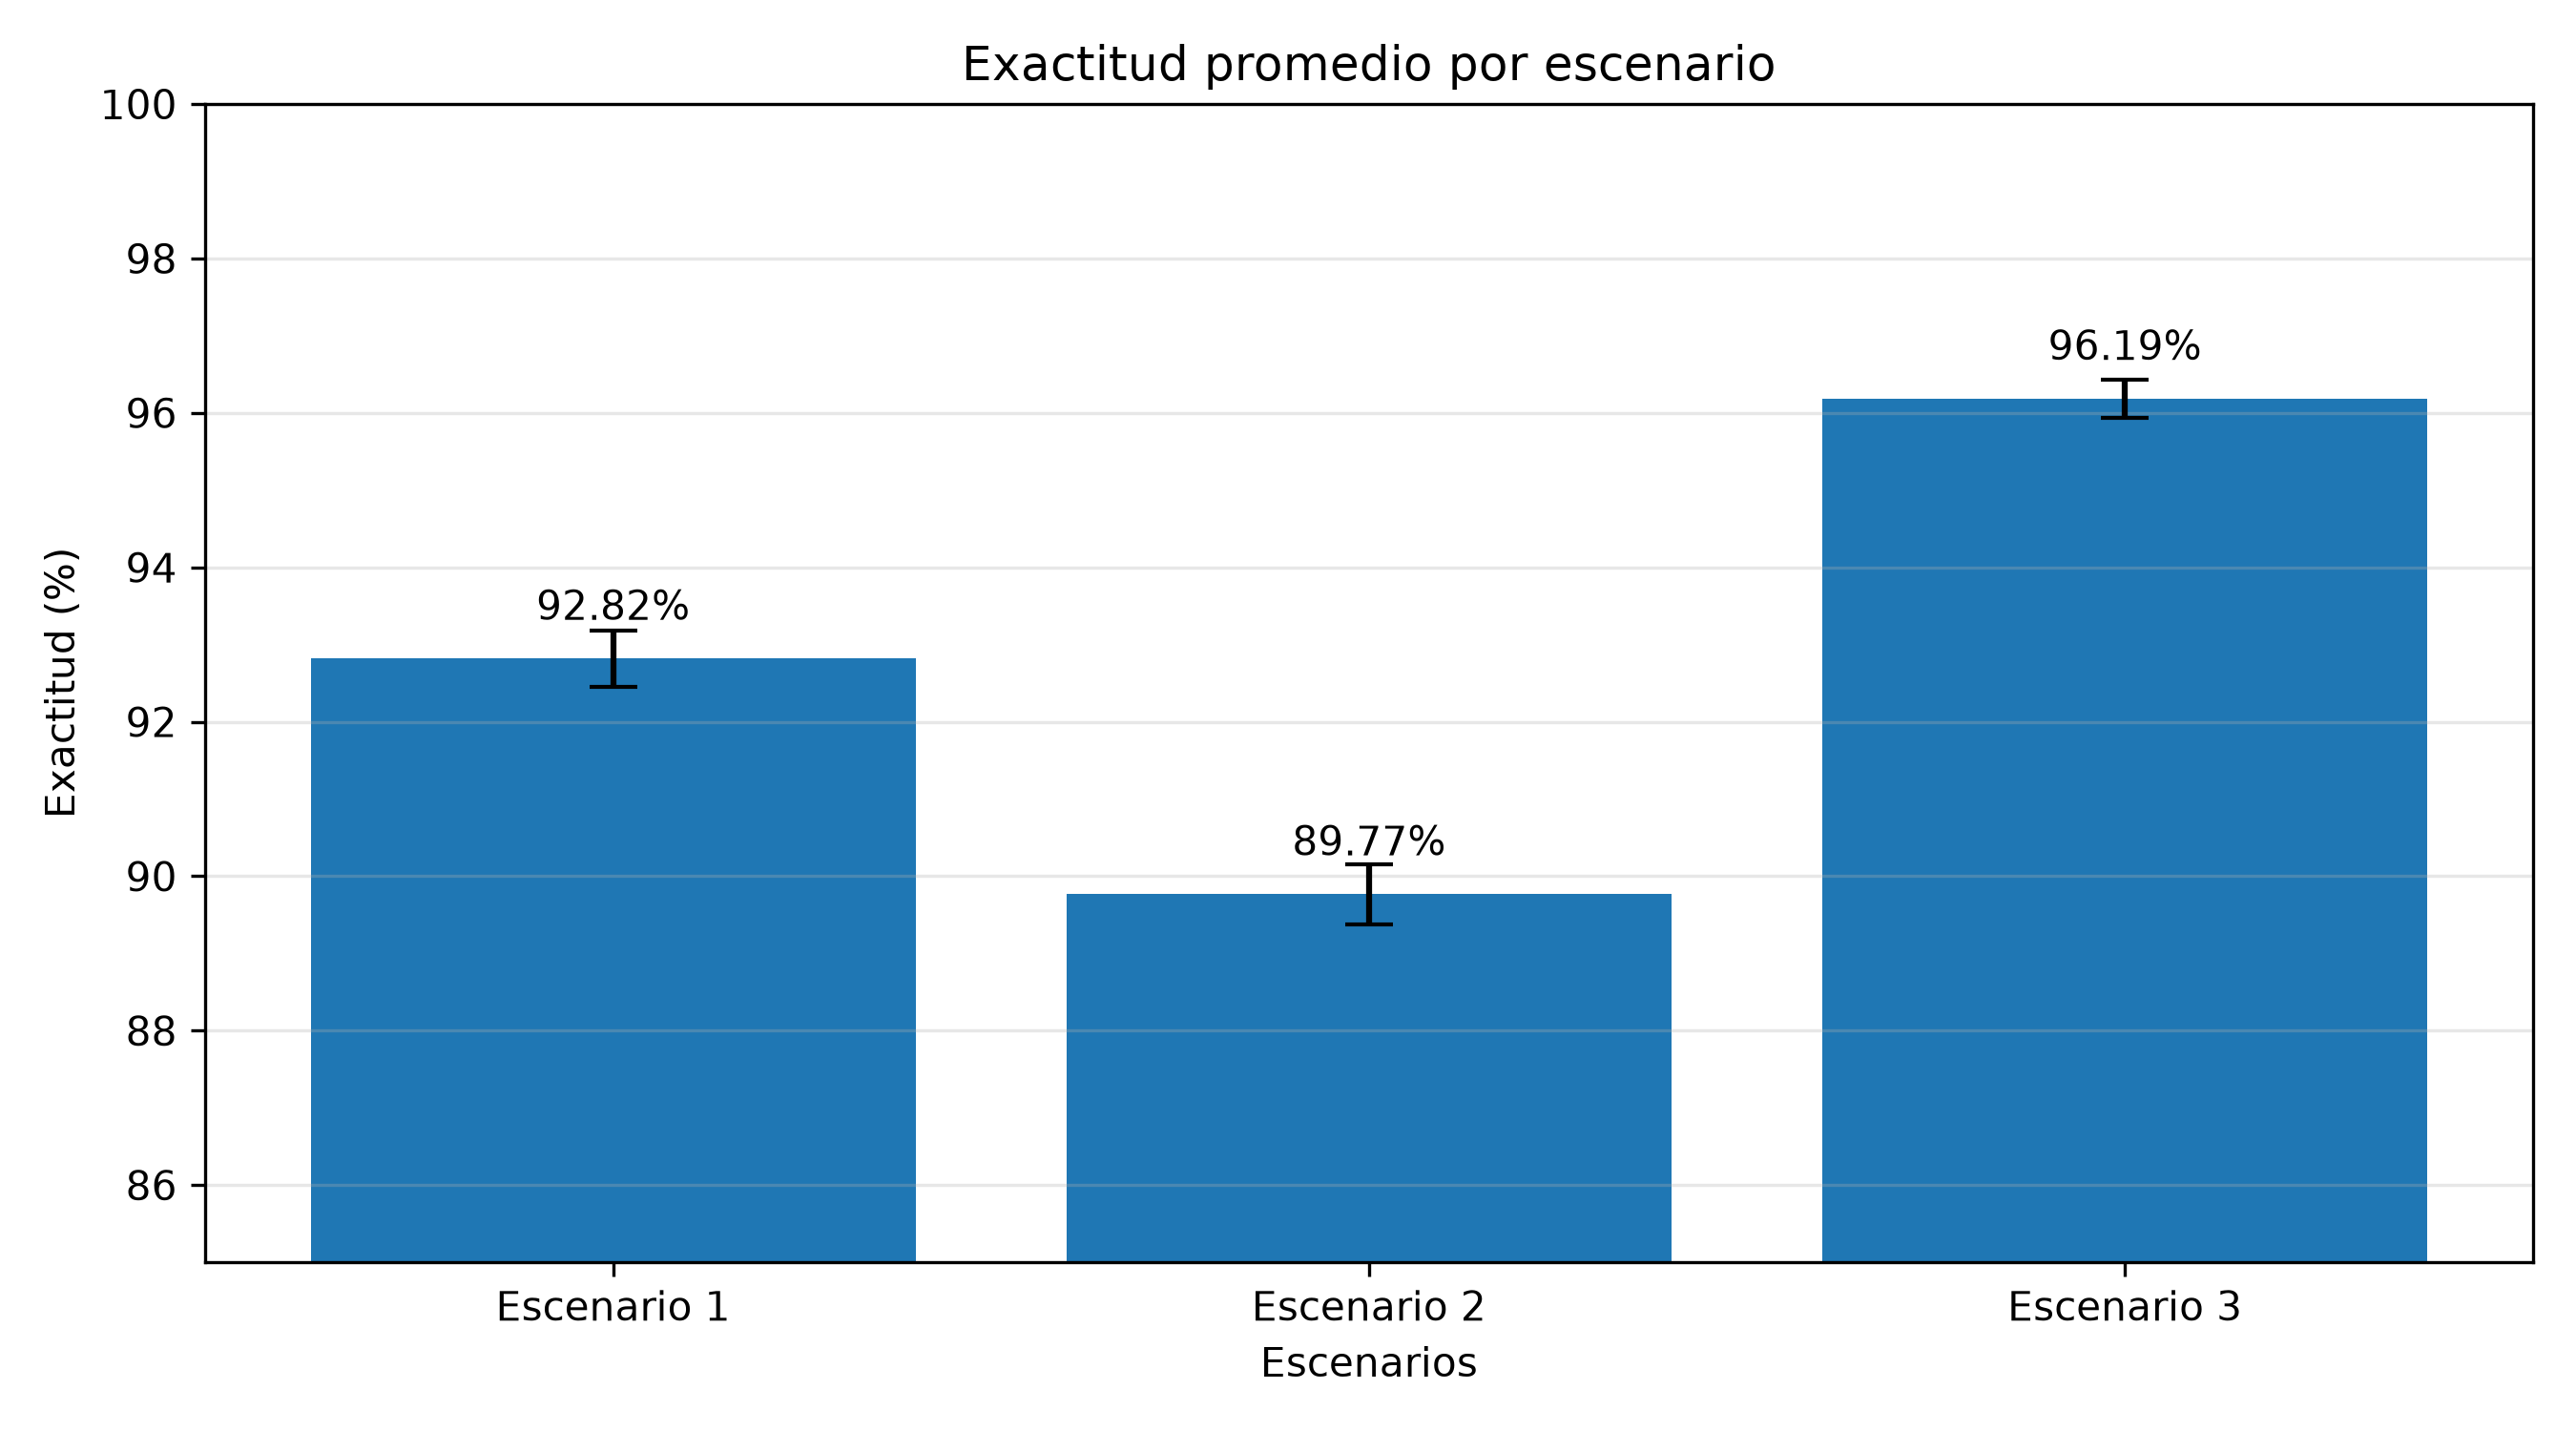 Exactitud promedio por escenario
Exactitud (%)
100
98
96
94
92
90
88
86
92.82%
89.77%
96.19%
Escenario 1
Escenario 2
Escenario 3
Escenarios